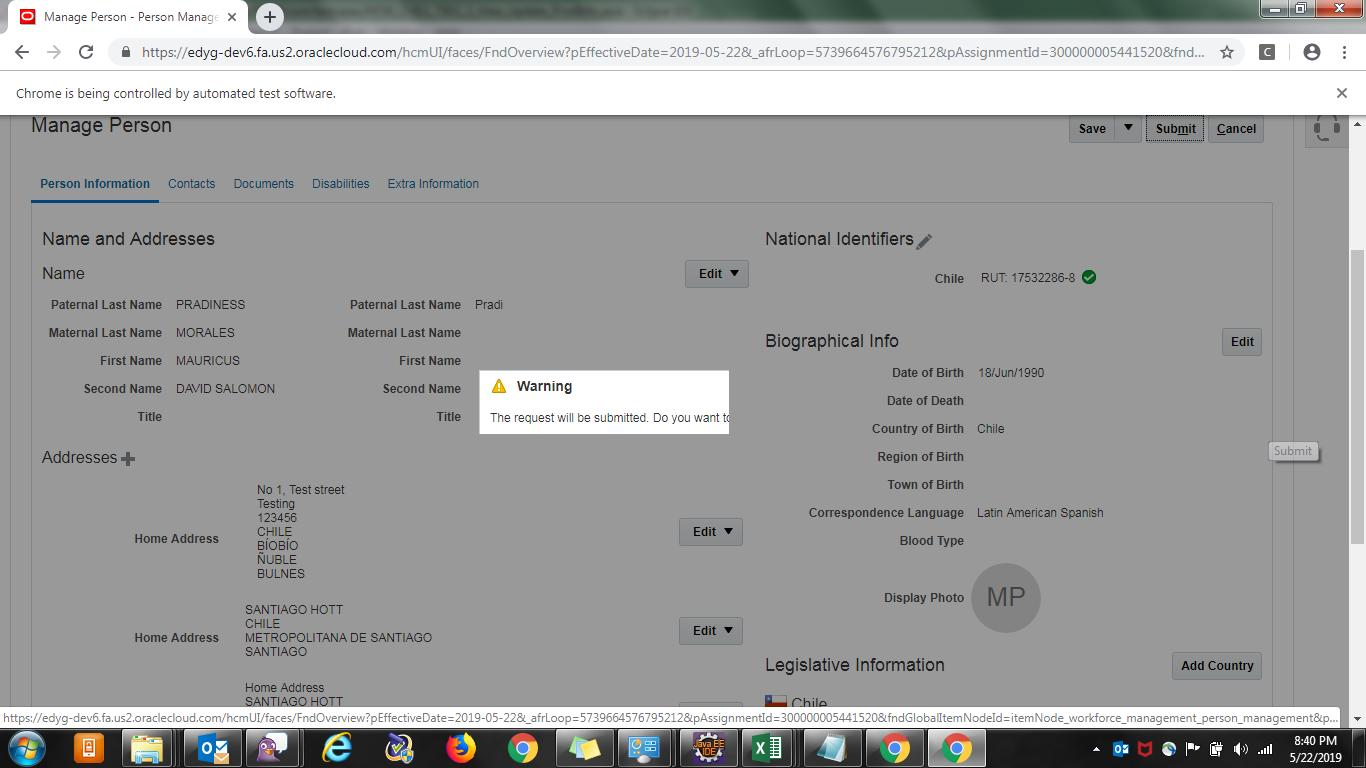 Manage Person - Person Manage
https://edyg-dev6.fa.us2.oraclecloud.com/hcmUI/faces/FndOverview?pEffectiveDate=2019-05-22&_afrLoop=5739664576795212&pAssignmentId=300000005441520&fnd...
C
Chrome is being controlled by automated test software.
Manage Person
Save Submit Cancel
Person Information Contacts Documents Disabilities Extra Information
Name and Addresses
National Identifiers
Name
Edit
Chile RUT: 17532286-8
Paternal Last Name PRADINESS Paternal Last Name Pradi
Maternal Last Name MORALES Maternal Last Name
First Name MAURICUS First Name
Second Name DAVID SALOMON Second Name
Title Title
Biographical Info
Edit
Date of Birth 18/Jun/1990
Date of Death
Country of Birth Chile
Region of Birth
Town of Birth
Correspondence Language Latin American Spanish
Blood Type
Display Photo MP
Warning
The request will be submitted. Do you want to
Submit
Addresses
Home Address
No 1, Test street
Testing
123456
CHILE
BÍOBÍO
ÑUBLE
BULNES
Edit
Home Address
SANTIAGO HOTT
CHILE
METROPOLITANA DE SANTIAGO
SANTIAGO
Edit
Home Address
SANTIAGO HOTT
Legislative Information
Add Country
Chile
https://edyg-dev6.fa.us2.oraclecloud.com/hcmUI/faces/FndOverview?pEffectiveDate=2019-05-22&_afrLoop=5739664576795212&pAssignmentId=300000005441520&fndGlobalItemNodeId=itemNode_workforce_management_person_management&p...
Java EE
IDE
8:40 PM
5/22/2019